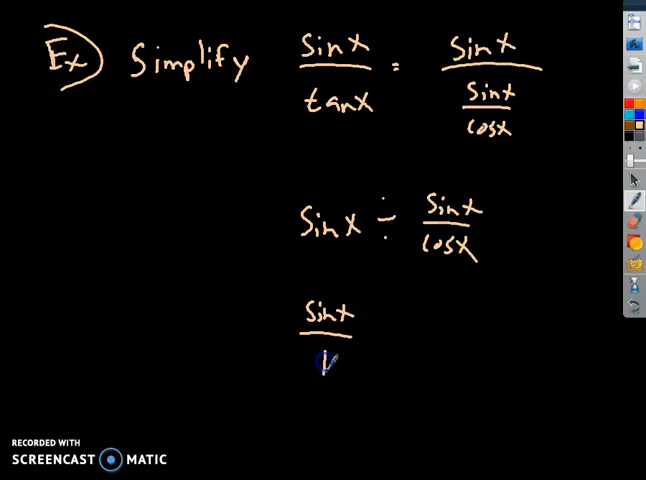 Ex) Simplify sinx / tanx = sinx / (sinx / cosx)
sinx ÷ sinx / cosx
sinx / 1
RECORDED WITH
SCREENCAST MATIC